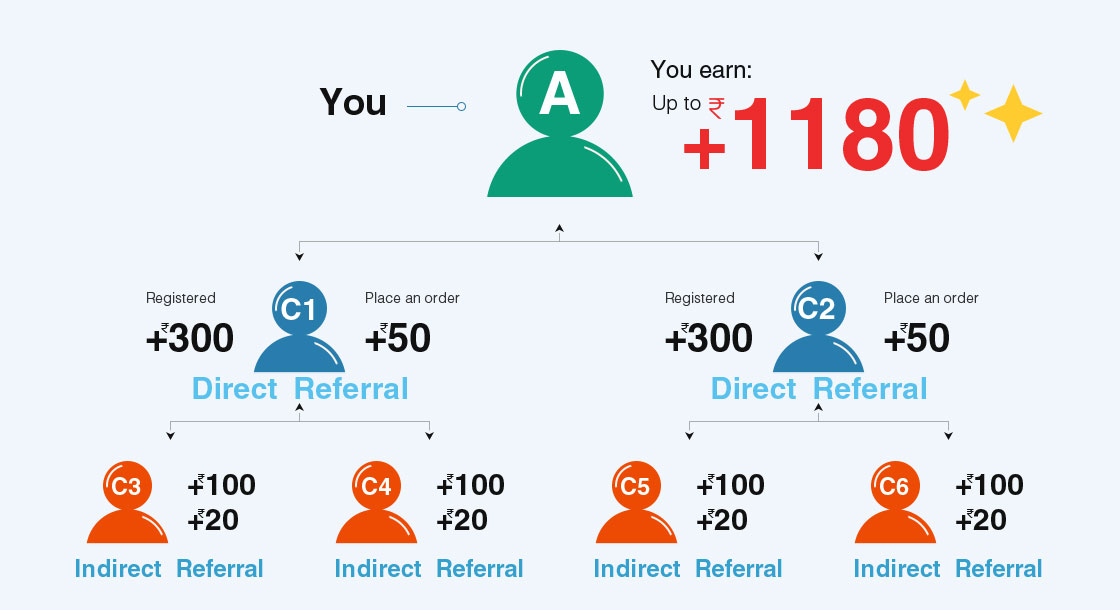 You
A
You earn:
Up to ₹
+1180
Registered
+₹300
C1
Place an order
+₹50
Direct Referral
Registered
+₹300
C2
Place an order
+₹50
Direct Referral
C3
+₹100
+₹20
Indirect Referral
C4
+₹100
+₹20
Indirect Referral
C5
+₹100
+₹20
Indirect Referral
C6
+₹100
+₹20
Indirect Referral